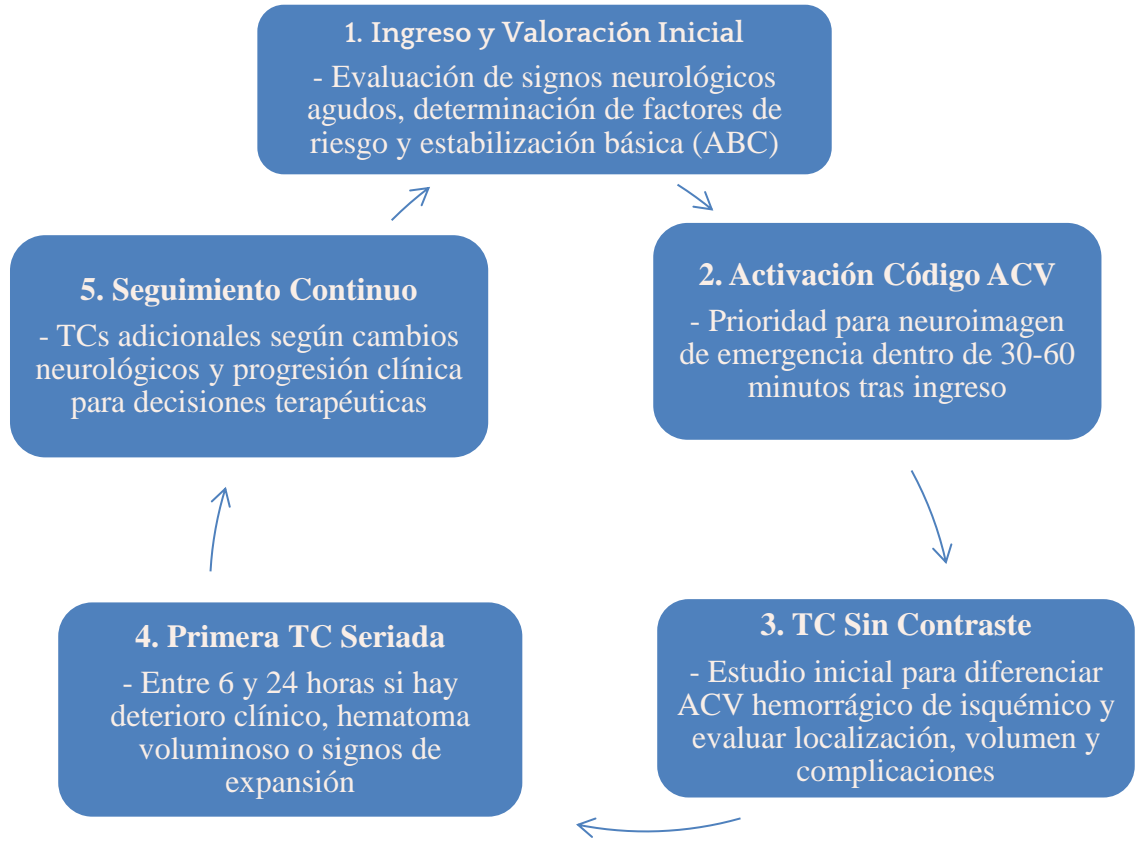 1. Ingreso y Valoración Inicial
- Evaluación de signos neurológicos
agudos, determinación de factores de
riesgo y estabilización básica (ABC)
2. Activación Código ACV
- Prioridad para neuroimagen
de emergencia dentro de 30-60
minutos tras ingreso
3. TC Sin Contraste
- Estudio inicial para diferenciar
ACV hemorrágico de isquémico y
evaluar localización, volumen y
complicaciones
4. Primera TC Seriada
- Entre 6 y 24 horas si hay
deterioro clínico, hematoma
voluminoso o signos de
expansión
5. Seguimiento Continuo
- TCs adicionales según cambios
neurológicos y progresión clínica
para decisiones terapéuticas